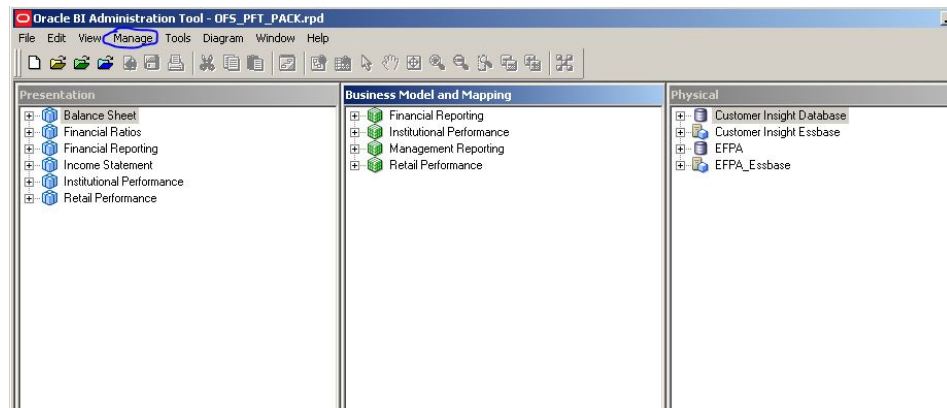 Oracle BI Administration Tool - OFS_PFT_PACK.rpd
File Edit View Manage Tools Diagram Window Help
Presentation
Balance Sheet
Financial Ratios
Financial Reporting
Income Statement
Institutional Performance
Retail Performance
Business Model and Mapping
Financial Reporting
Institutional Performance
Management Reporting
Retail Performance
Physical
Customer Insight Database
Customer Insight Essbase
EFPA
EFPA_Essbase